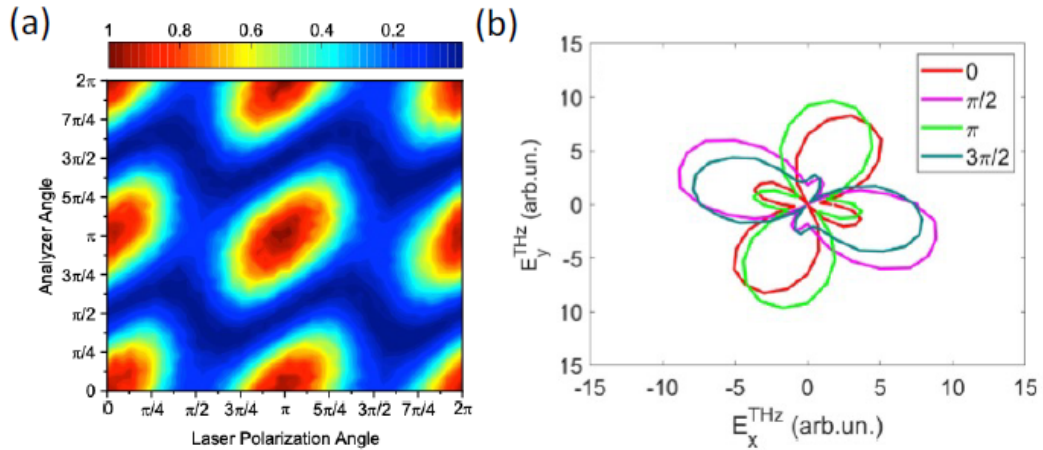 (a)
1 0.8 0.6 0.4 0.2
2π
7π/4
3π/2
5π/4
π
3π/4
π/2
π/4
0
Analyzer Angle
0 π/4 π/2 3π/4 π 5π/4 3π/2 7π/4 2π
Laser Polarization Angle
(b)
15
10
5
0
-5
10
15
E_y^THz (arb.un.)
0
π/2
π
3π/2
-15 -10 -5 0 5 10 15
E_x^THz (arb.un.)